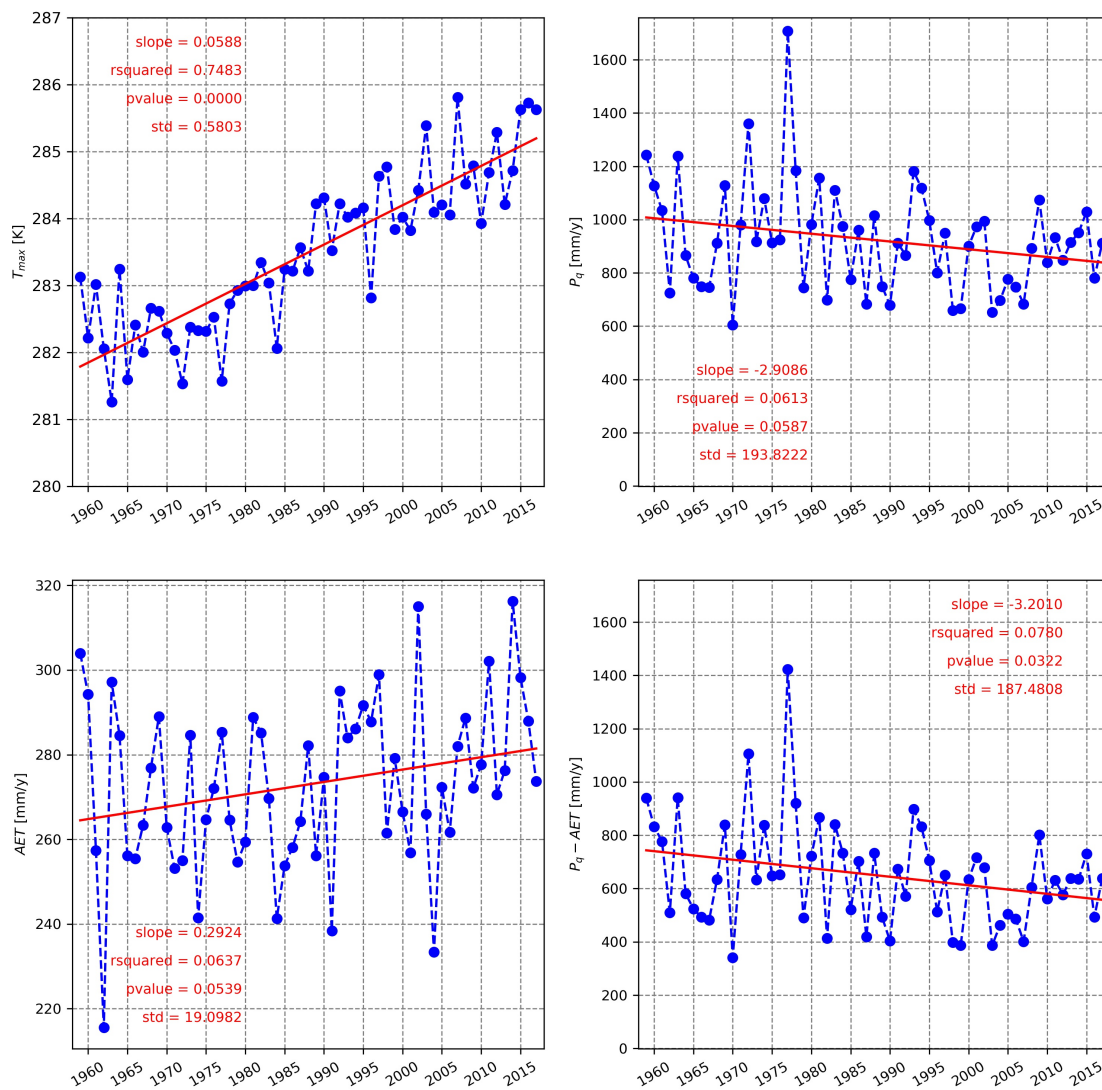 287
286
285
284
283
282
281
280
T_max [K]
slope = 0.0588
rsquared = 0.7483
pvalue = 0.0000
std = 0.5803
1960 1965 1970 1975 1980 1985 1990 1995 2000 2005 2010 2015
1600
1400
1200
1000
800
600
400
200
0
P_q [mm/y]
slope = -2.9086
rsquared = 0.0613
pvalue = 0.0587
std = 193.8222
1960 1965 1970 1975 1980 1985 1990 1995 2000 2005 2010 2015
320
300
280
260
240
220
AET [mm/y]
slope = 0.2924
rsquared = 0.0637
pvalue = 0.0539
std = 19.0982
1960 1965 1970 1975 1980 1985 1990 1995 2000 2005 2010 2015
1600
1400
1200
1000
800
600
400
200
0
P_q − AET [mm/y]
slope = -3.2010
rsquared = 0.0780
pvalue = 0.0322
std = 187.4808
1960 1965 1970 1975 1980 1985 1990 1995 2000 2005 2010 2015